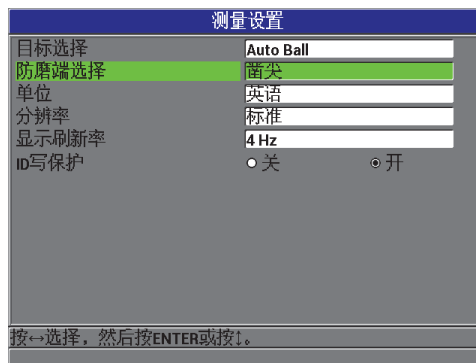 测量设置
目标选择 Auto Ball
防磨端选择 凿尖
单位 英语
分辨率 标准
显示刷新率 4 Hz
ID写保护 关 开
按↔选择，然后按ENTER或按↕。